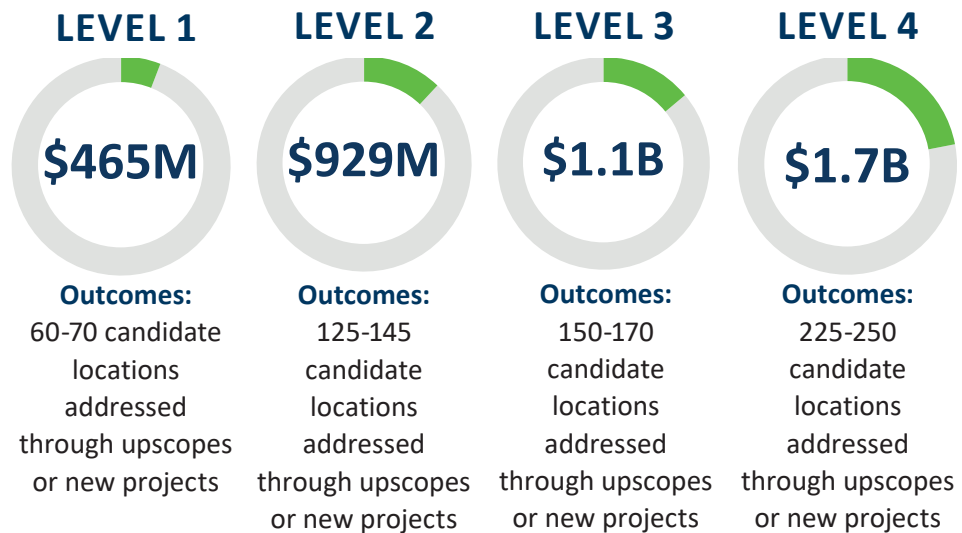 LEVEL 1
$465M
Outcomes:
60-70 candidate
locations
addressed
through upscopes
or new projects
LEVEL 2
$929M
Outcomes:
125-145
candidate
locations
addressed
through upscopes
or new projects
LEVEL 3
$1.1B
Outcomes:
150-170
candidate
locations
addressed
through upscopes
or new projects
LEVEL 4
$1.7B
Outcomes:
225-250
candidate
locations
addressed
through upscopes
or new projects